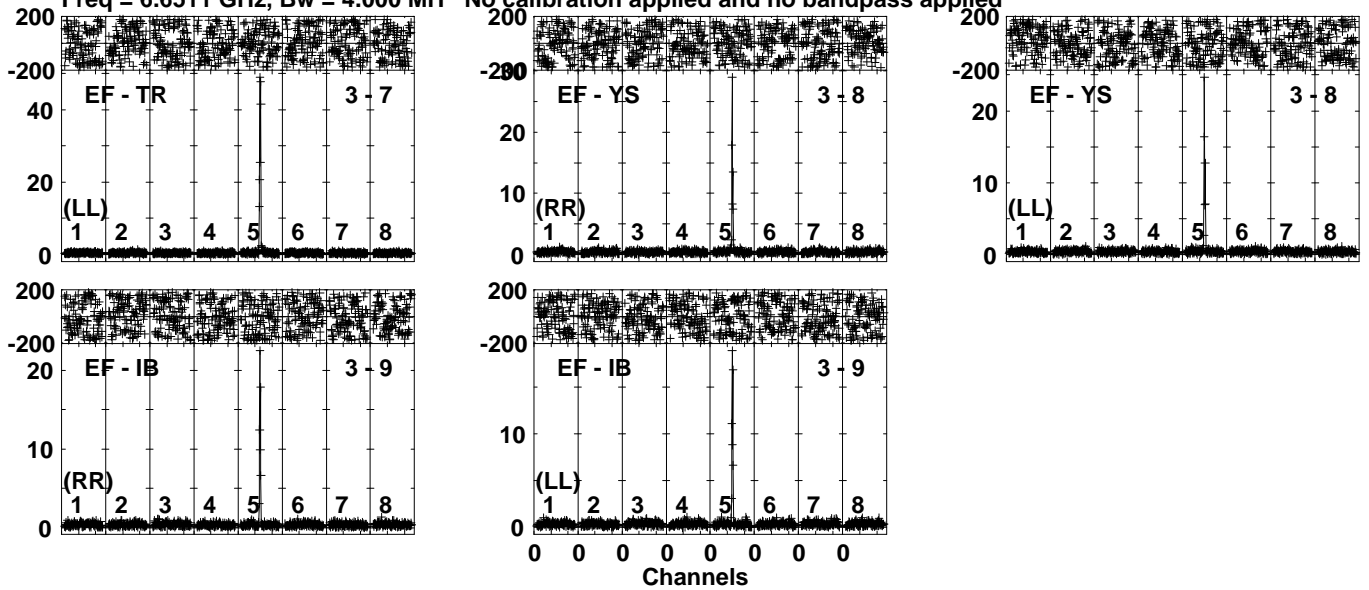 Freq = 6.6511 GHz, Bw = 4.000 MH No calibration applied and no bandpass applied
200
-200
EF - TR 3 - 7
40
20
0
(LL)
1 2 3 4 5 6 7 8
200
-200
30
EF - YS 3 - 8
20
10
0
(RR)
1 2 3 4 5 6 7 8
200
-200
EF - YS 3 - 8
20
10
0
(LL)
1 2 3 4 5 6 7 8
200
-200
EF - IB 3 - 9
20
10
0
(RR)
1 2 3 4 5 6 7 8
200
-200
EF - IB 3 - 9
10
0
(LL)
1 2 3 4 5 6 7 8
0 0 0 0 0 0 0 0
Channels